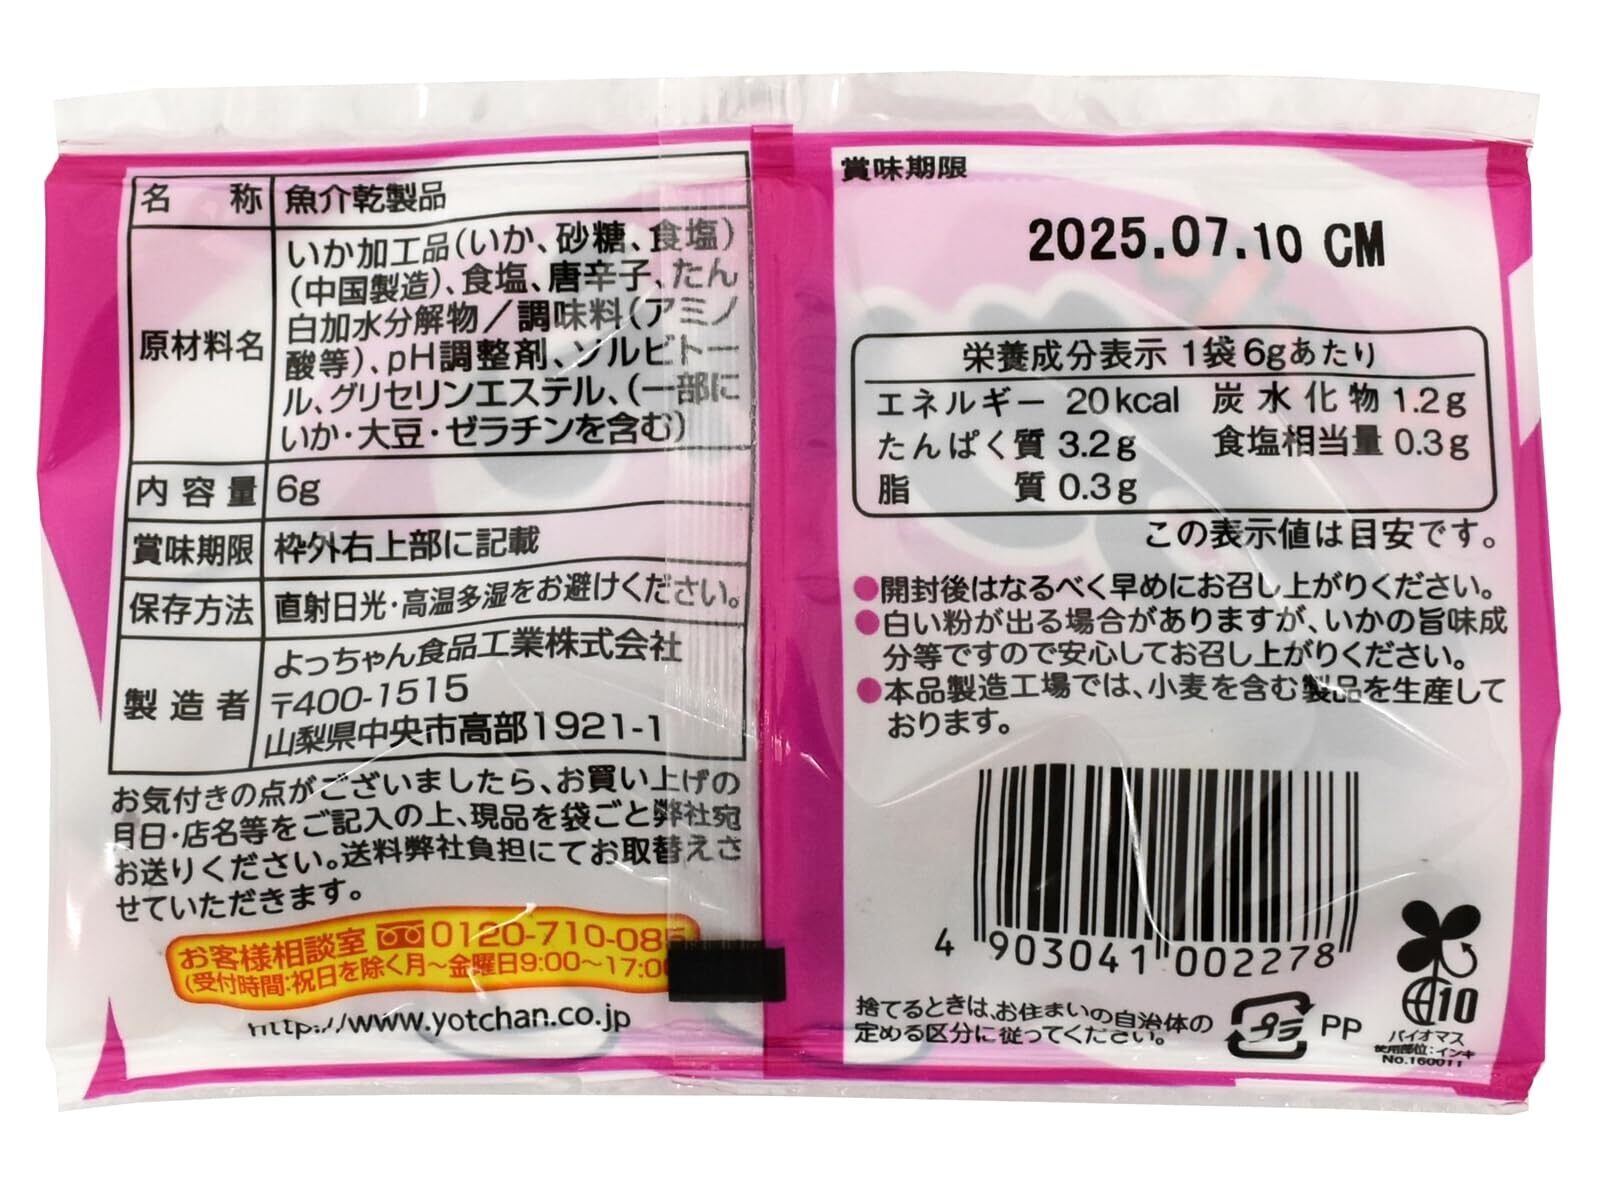 名称 魚介乾製品
原材料名 いか加工品(いか、砂糖、食塩)
(中国製造)、食塩、唐辛子、たん
白加水分解物/調味料(アミノ
酸等)、pH調整剤、ソルビトー
ル、グリセリンエステル、(一部に
いか・大豆・ゼラチンを含む)
内容量 6g
賞味期限 枠外右上部に記載
保存方法 直射日光・高温多湿をお避けください。
製造者 よっちゃん食品工業株式会社
〒400-1515
山梨県中央市高部1921-1
お気付きの点がございましたら、お買い上げの
月日・店名等をご記入の上、現品を袋ごと弊社宛
お送りください。送料弊社負担にてお取替えさ
せていただきます。
お客様相談室 0120-710-08
(受付時間:祝日を除く月~金曜日9:00~17:00
http://www.yotchan.co.jp
賞味期限
2025.07.10 CM
栄養成分表示 1袋6gあたり
エネルギー 20kcal 炭水化物 1.2g
たんぱく質 3.2g 食塩相当量 0.3g
脂質 0.3g
この表示値は目安です。
●開封後はなるべく早めにお召し上がりください。
●白い粉が出る場合がありますが、いかの旨味成
分等ですので安心してお召し上がりください。
●本品製造工場では、小麦を含む製品を生産して
おります。
4 903041 002278
捨てるときは、お住まいの自治体の
定める区分に従ってください。
プラ PP
10
バイオマス
使用部位:インキ
No.160011